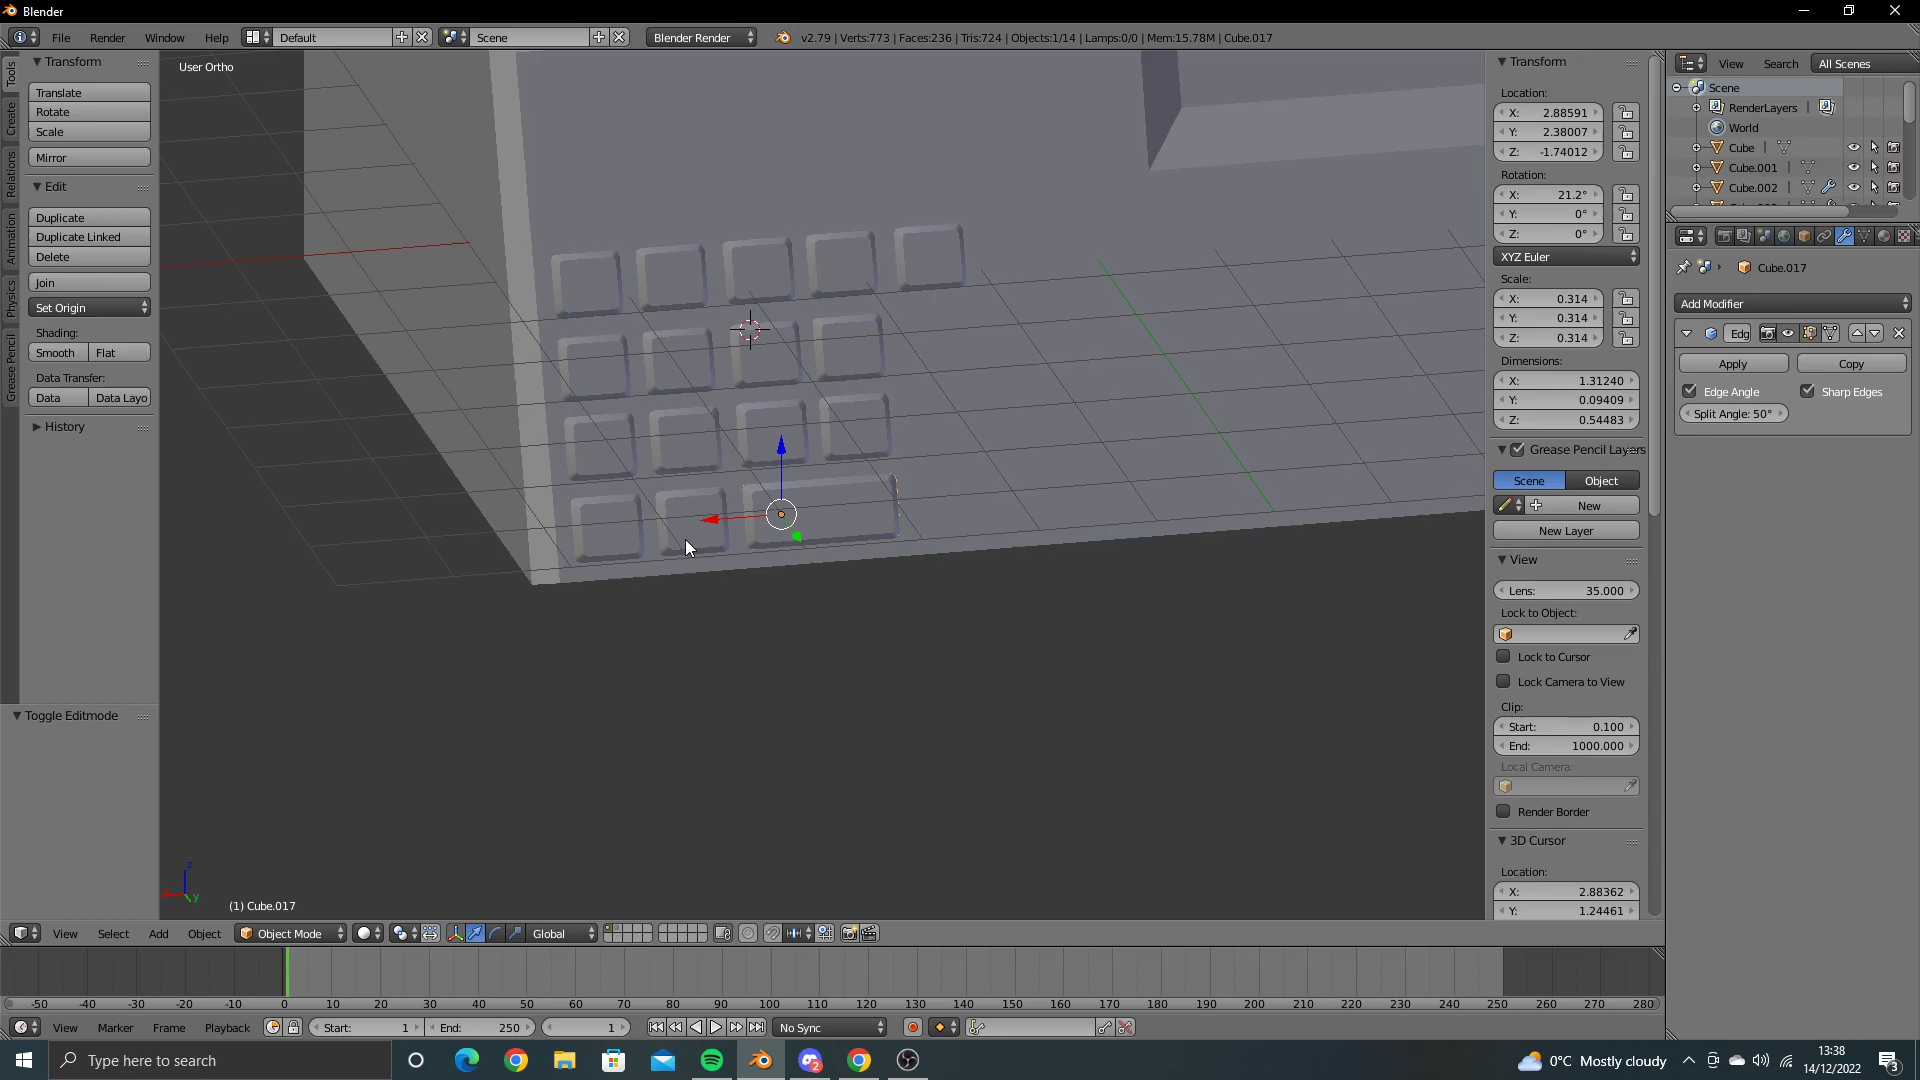 Blender
File Render Window Help Default Scene Blender Render v2.79 | Verts:773 | Faces:236 | Tris:724 | Objects:1/14 | Lamps:0/0 | Mem:15.78M | Cube.017
Tools
Create
Relations
Animation
Physics
Grease Pencil
Transform
Translate
Rotate
Scale
Mirror
Edit
Duplicate
Duplicate Linked
Delete
Join
Set Origin
Shading:
Smooth Flat
Data Transfer:
Data Data Layo
History
Toggle Editmode
User Ortho
z
y
(1) Cube.017
Transform
Location:
X: 2.88591
Y: 2.38007
Z: -1.74012
Rotation:
X: 21.2°
Y: 0°
Z: 0°
XYZ Euler
Scale:
X: 0.314
Y: 0.314
Z: 0.314
Dimensions:
X: 1.31240
Y: 0.09409
Z: 0.54483
Grease Pencil Layers
Scene Object
New
New Layer
View
Lens: 35.000
Lock to Object:
Lock to Cursor
Lock Camera to View
Clip:
Start: 0.100
End: 1000.000
Local Camera:
Render Border
3D Cursor
Location:
X: 2.88362
Y: 1.24461
View Search All Scenes
Scene
RenderLayers |
World
Cube |
Cube.001 |
Cube.002 |
Cube.017
Add Modifier
Edg
Apply Copy
Edge Angle Sharp Edges
Split Angle: 50°
View Select Add Object Object Mode Global
-50 -40 -30 -20 -10 0 10 20 30 40 50 60 70 80 90 100 110 120 130 140 150 160 170 180 190 200 210 220 230 240 250 260 270 280
View Marker Frame Playback Start: 1 End: 250 1 No Sync
Type here to search 2 0°C Mostly cloudy 13:38
14/12/2022 3